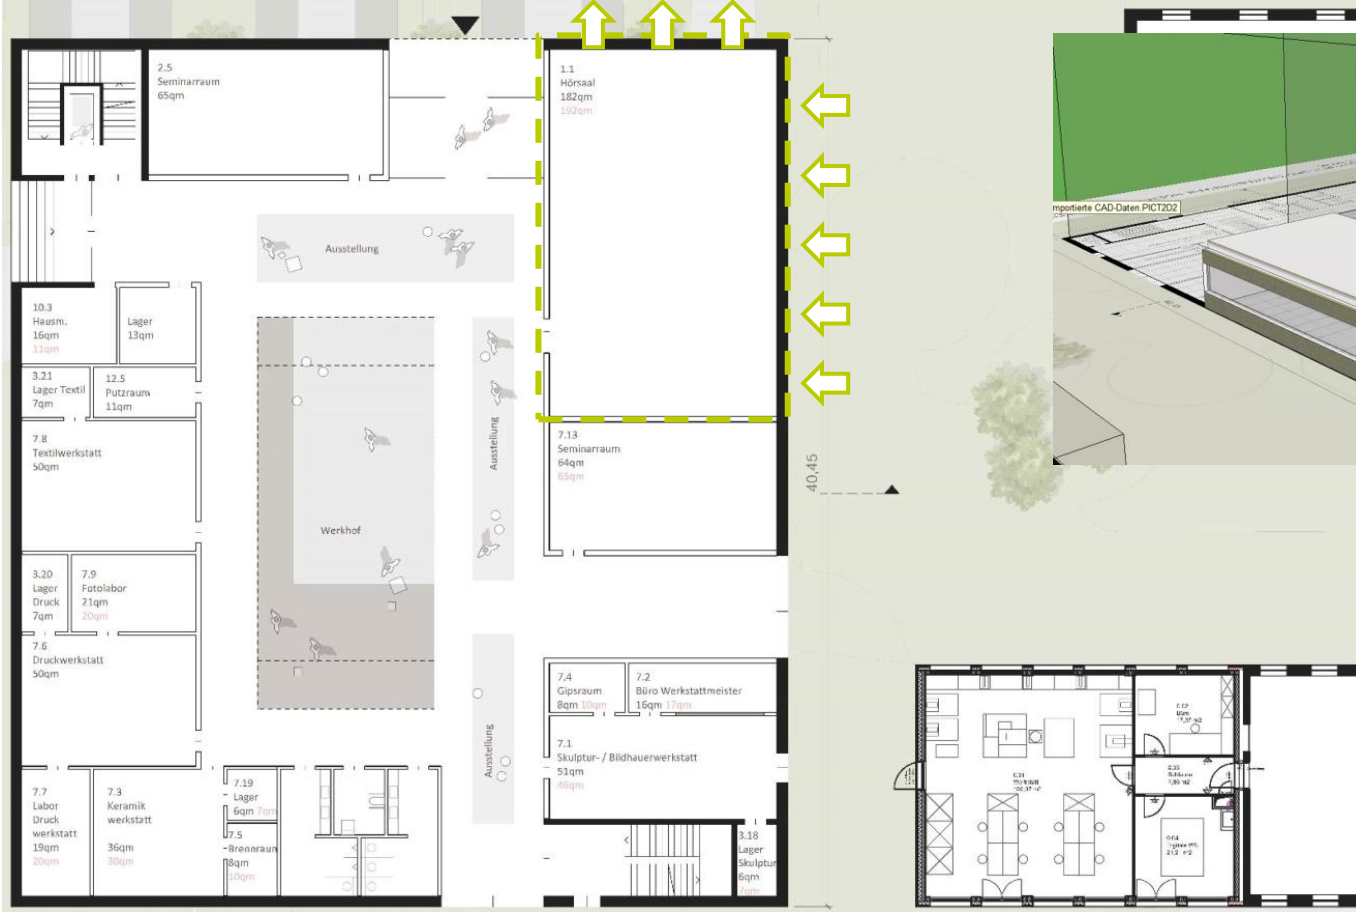 2.5
Seminarraum
65qm
1.1
Hörsaal
182qm
192qm
Ausstellung
10.3
Hausm.
16qm
11qm
Lager
13qm
3.21
Lager Textil
7qm
12.5
Putzraum
11qm
7.8
Textilwerkstatt
50qm
Ausstellung
7.13
Seminarraum
64qm
65qm
Werkhof
3.20
Lager
Druck
7qm
7.9
Fotolabor
21qm
20qm
7.6
Druckwerkstatt
50qm
7.4
Gipsraum
8qm 10qm
7.2
Büro Werkstattmeister
16qm 17qm
7.1
Skulptur- / Bildhauerwerkstatt
51qm
46qm
Ausstellung
7.7
Labor
Druck
werkstatt
19qm
20qm
7.3
Keramik
werkstatt
36qm
30qm
7.19
Lager
6qm 7qm
7.5
Brennraum
8qm
10qm
3.18
Lager
Skulptur
6qm
7qm
40,45
mportierte CAD-Daten.PICT2D2